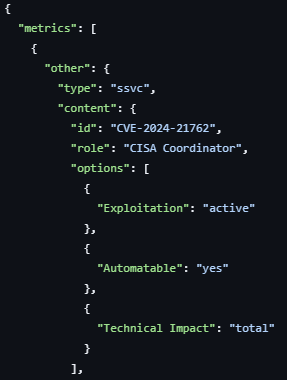 {
  "metrics": [
    {
      "other": {
        "type": "ssvc",
        "content": {
          "id": "CVE-2024-21762",
          "role": "CISA Coordinator",
          "options": [
            {
              "Exploitation": "active"
            },
            {
              "Automatable": "yes"
            },
            {
              "Technical Impact": "total"
            }
          ],